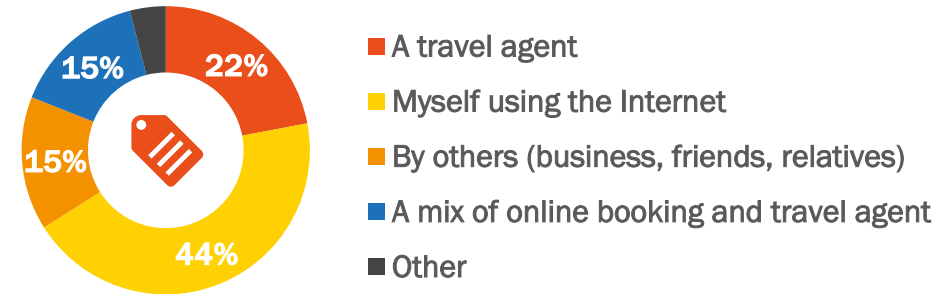 22%
44%
15%
15%
A travel agent
Myself using the Internet
By others (business, friends, relatives)
A mix of online booking and travel agent
Other